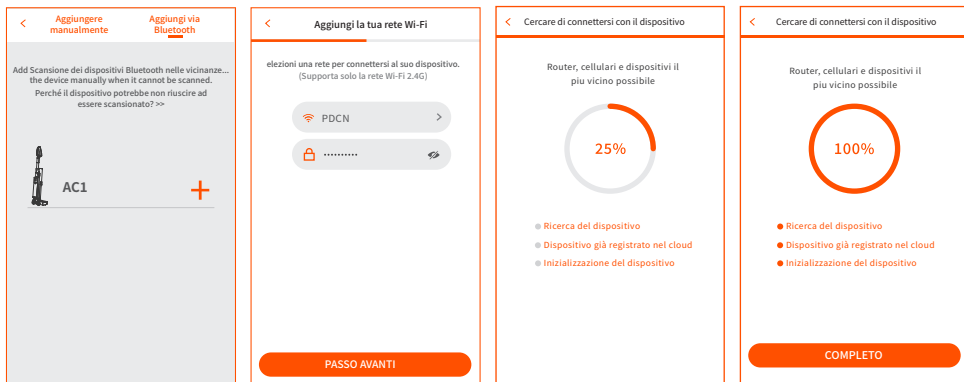 Aggiungere
manualmente
Aggiungi via
Bluetooth
Add Scansione dei dispositivi Bluetooth nelle vicinanze...
the device manually when it cannot be scanned.
Perché il dispositivo potrebbe non riuscire ad
essere scansionato? >>
AC1
Aggiungi la tua rete Wi-Fi
elezioni una rete per connettersi al suo dispositivo.
(Supporta solo la rete Wi-Fi 2.4G)
PDCN
••••••••••
PASSO AVANTI
Cercare di connettersi con il dispositivo
Router, cellulari e dispositivi il
piu vicino possibile
25%
Ricerca del dispositivo
Dispositivo già registrato nel cloud
Inizializzazione del dispositivo
Cercare di connettersi con il dispositivo
Router, cellulari e dispositivi il
piu vicino possibile
100%
Ricerca del dispositivo
Dispositivo già registrato nel cloud
Inizializzazione del dispositivo
COMPLETO